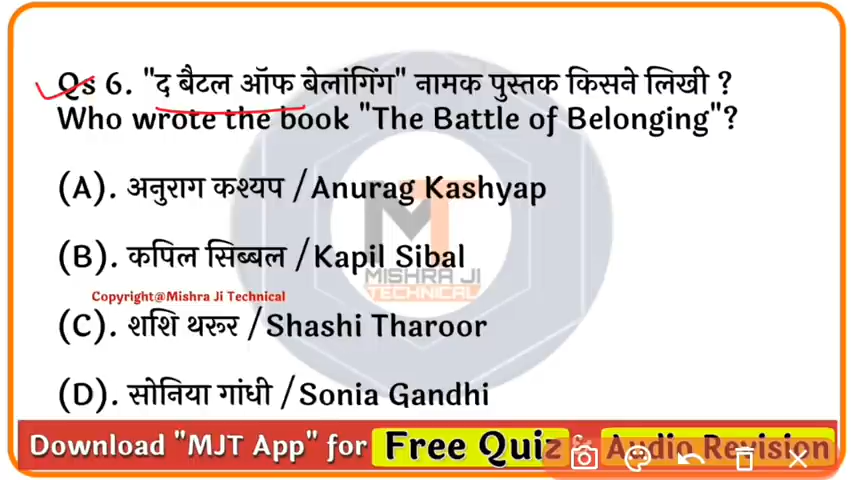 Qs 6. "द बैटल ऑफ बेलांगिंग" नामक पुस्तक किसने लिखी ?
Who wrote the book "The Battle of Belonging"?
(A). अनुराग कश्यप /Anurag Kashyap
(B). कपिल सिब्बल /Kapil Sibal
MISHRA JI
TECHNICAL
Copyright@Mishra Ji Technical
(C). शशि थरूर /Shashi Tharoor
(D). सोनिया गांधी /Sonia Gandhi
Download "MJT App" for Free Quiz & Audio Revision